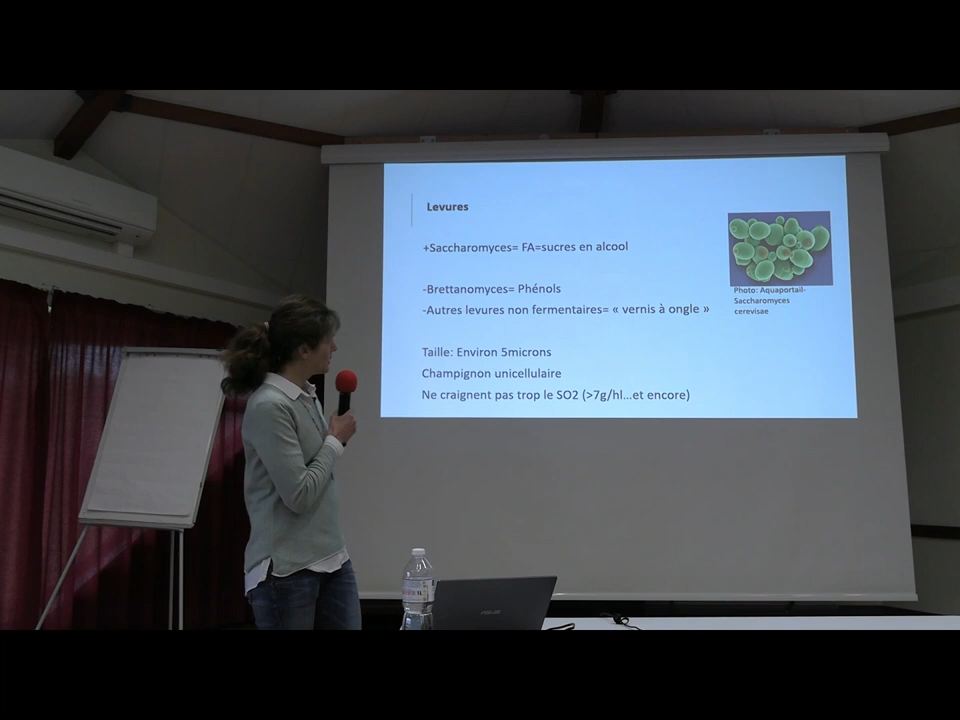 Levures
+Saccharomyces= FA=sucres en alcool
-Brettanomyces= Phénols
-Autres levures non fermentaires= « vernis à ongle »
Taille: Environ 5microns
Champignon unicellulaire
Ne craignent pas trop le SO2 (>7g/hl...et encore)
Photo: Aquaportail-
Saccharomyces
cerevisae
ASUS